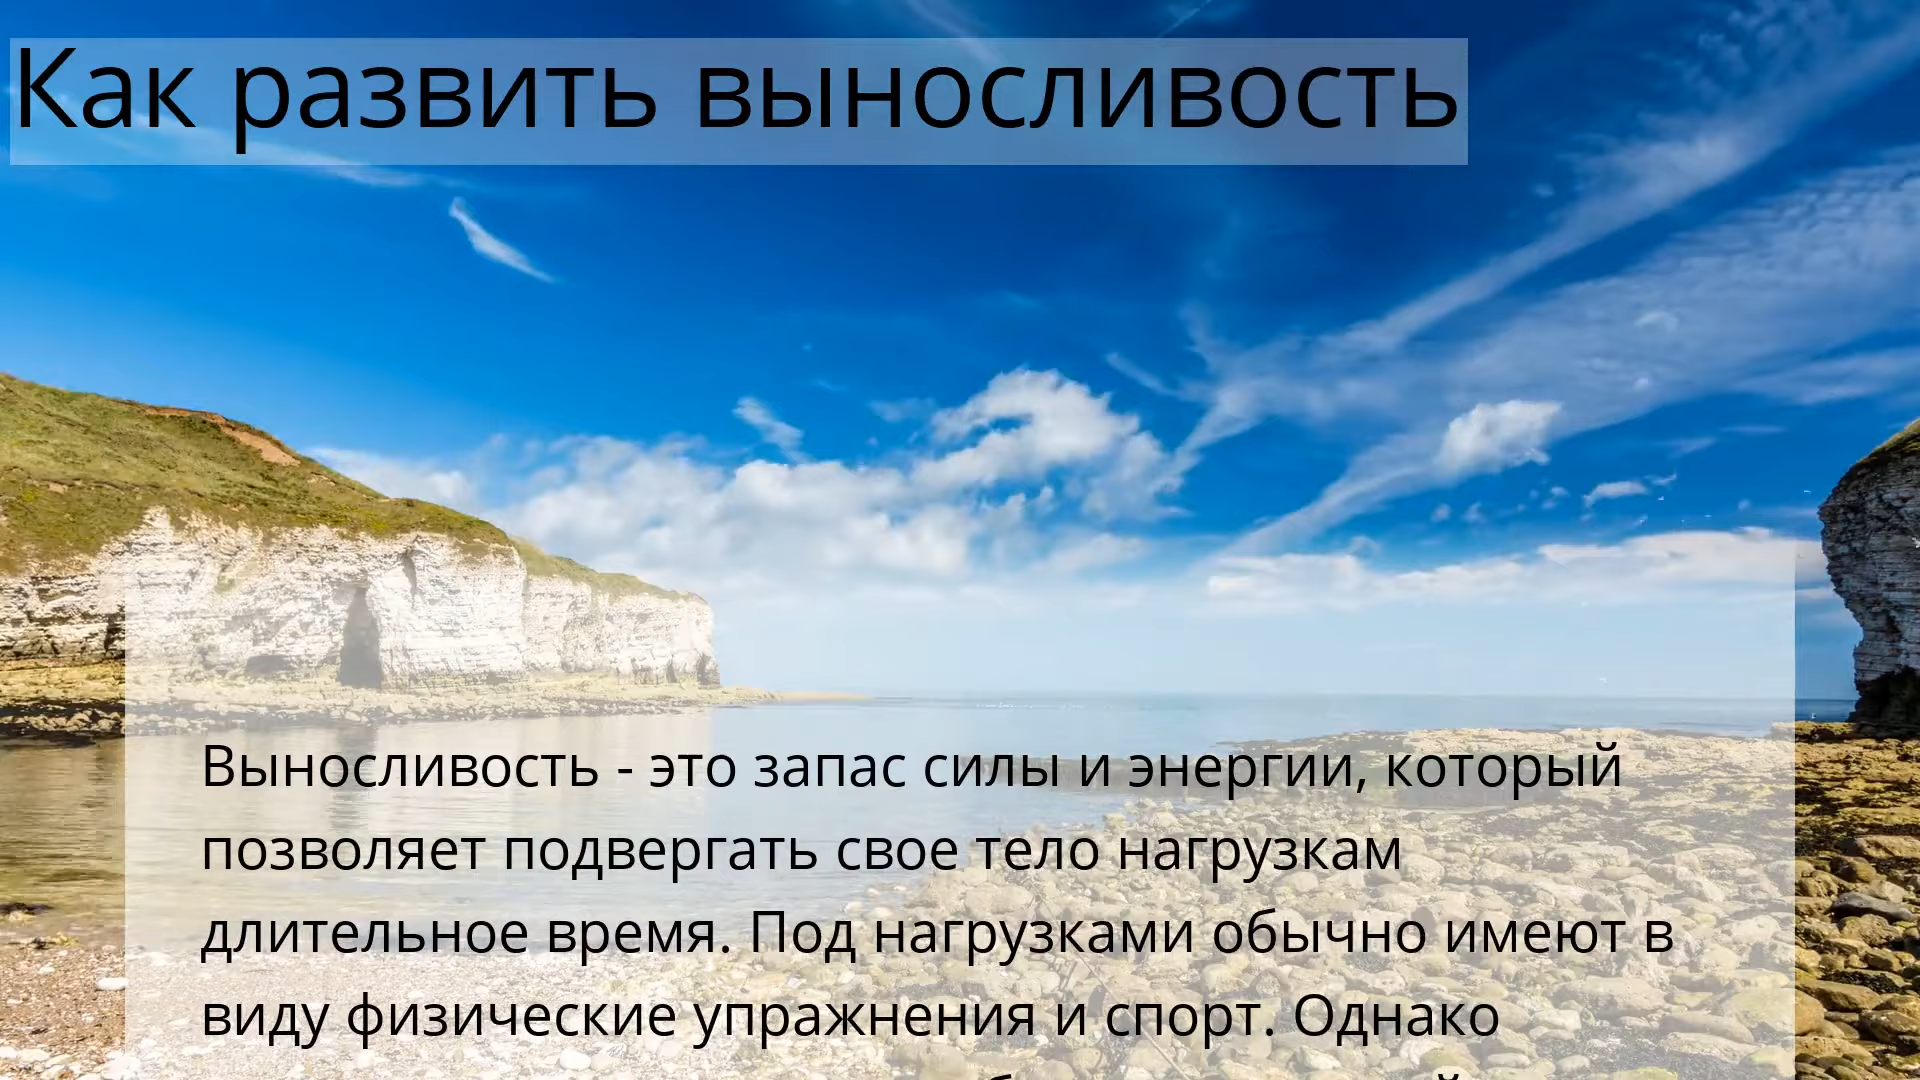 Как развить выносливость
Выносливость - это запас силы и энергии, который
позволяет подвергать свое тело нагрузкам
длительное время. Под нагрузками обычно имеют в
виду физические упражнения и спорт. Однако